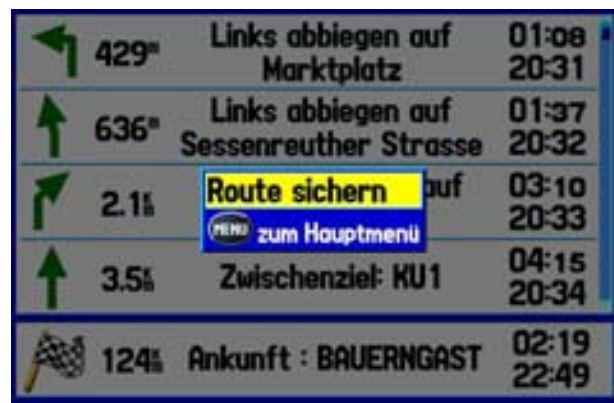 429m Links abbiegen auf 01:08
Marktplatz 20:31
636m Links abbiegen auf 01:37
Sessenreuther Strasse 20:32
2.1km auf 03:10
20:33
Route sichern
MENU zum Hauptmenü
3.5km Zwischenziel: KU1 04:15
20:34
124km Ankunft : BAUERNGAST 02:19
22:49